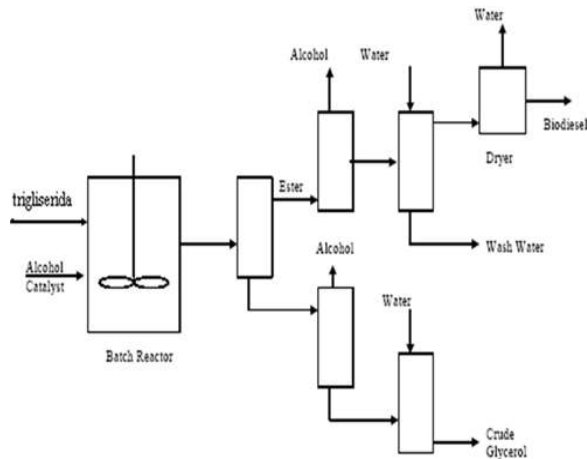 Water
Alcohol
Water
Biodiesel
Dryer
Ester
trigliserida
Wash Water
Alcohol
Alcohol
Catalyst
Water
Batch Reactor
Crude
Glycerol